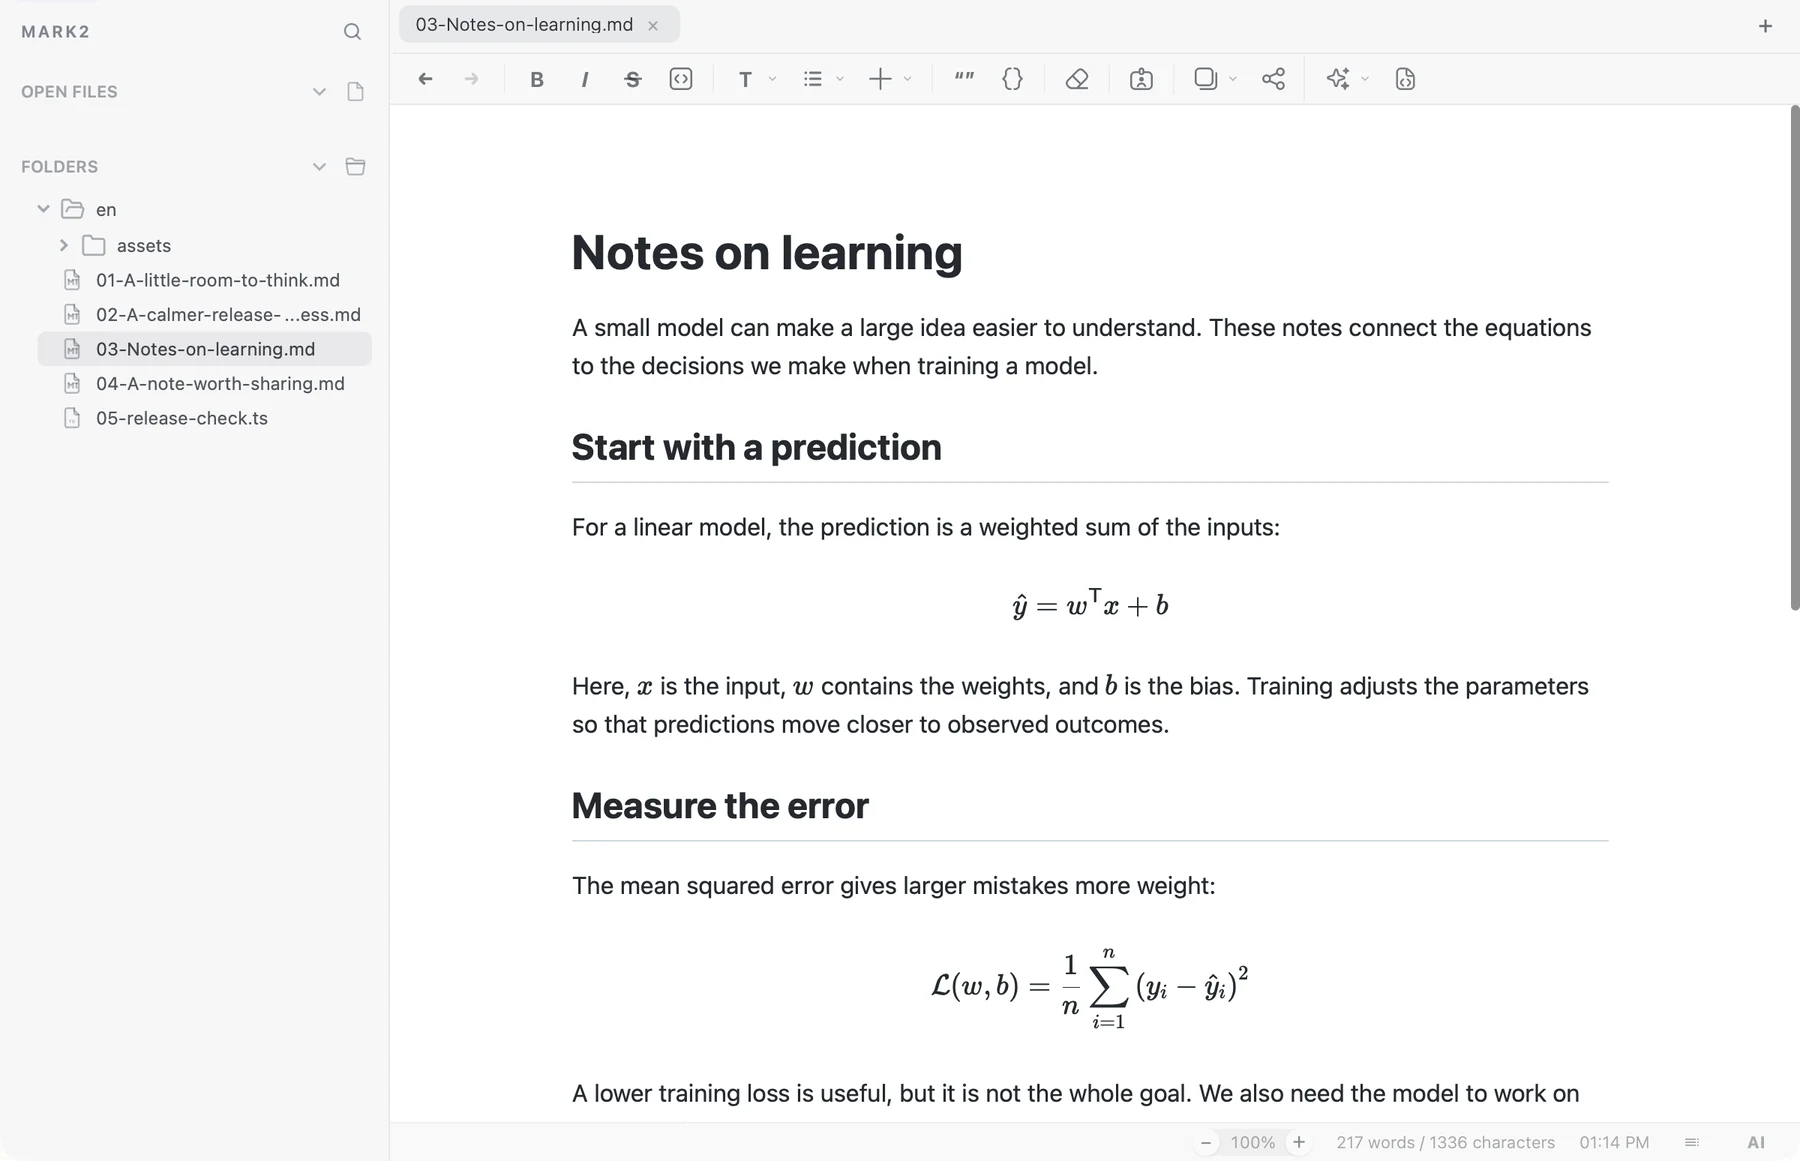 MARK2
OPEN FILES
FOLDERS
en
assets
01-A-little-room-to-think.md
02-A-calmer-release- ...ess.md
03-Notes-on-learning.md
04-A-note-worth-sharing.md
05-release-check.ts
03-Notes-on-learning.md
B I S T
Notes on learning
A small model can make a large idea easier to understand. These notes connect the equations
to the decisions we make when training a model.
Start with a prediction
For a linear model, the prediction is a weighted sum of the inputs:
ŷ = wᵀx + b
Here, x is the input, w contains the weights, and b is the bias. Training adjusts the parameters
so that predictions move closer to observed outcomes.
Measure the error
The mean squared error gives larger mistakes more weight:
ℒ(w, b) = 1/n ∑ᵢ₌₁ⁿ (yᵢ − ŷᵢ)²
A lower training loss is useful, but it is not the whole goal. We also need the model to work on
− 100% + 217 words / 1336 characters 01:14 PM AI